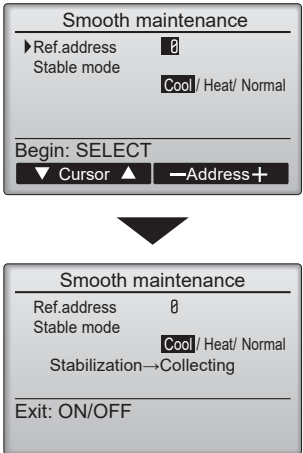 Smooth maintenance
▶Ref.address 0
Stable mode
Cool / Heat/ Normal
Begin: SELECT
▼ Cursor ▲ −Address+
Smooth maintenance
Ref.address 0
Stable mode
Cool / Heat/ Normal
Stabilization→Collecting
Exit: ON/OFF